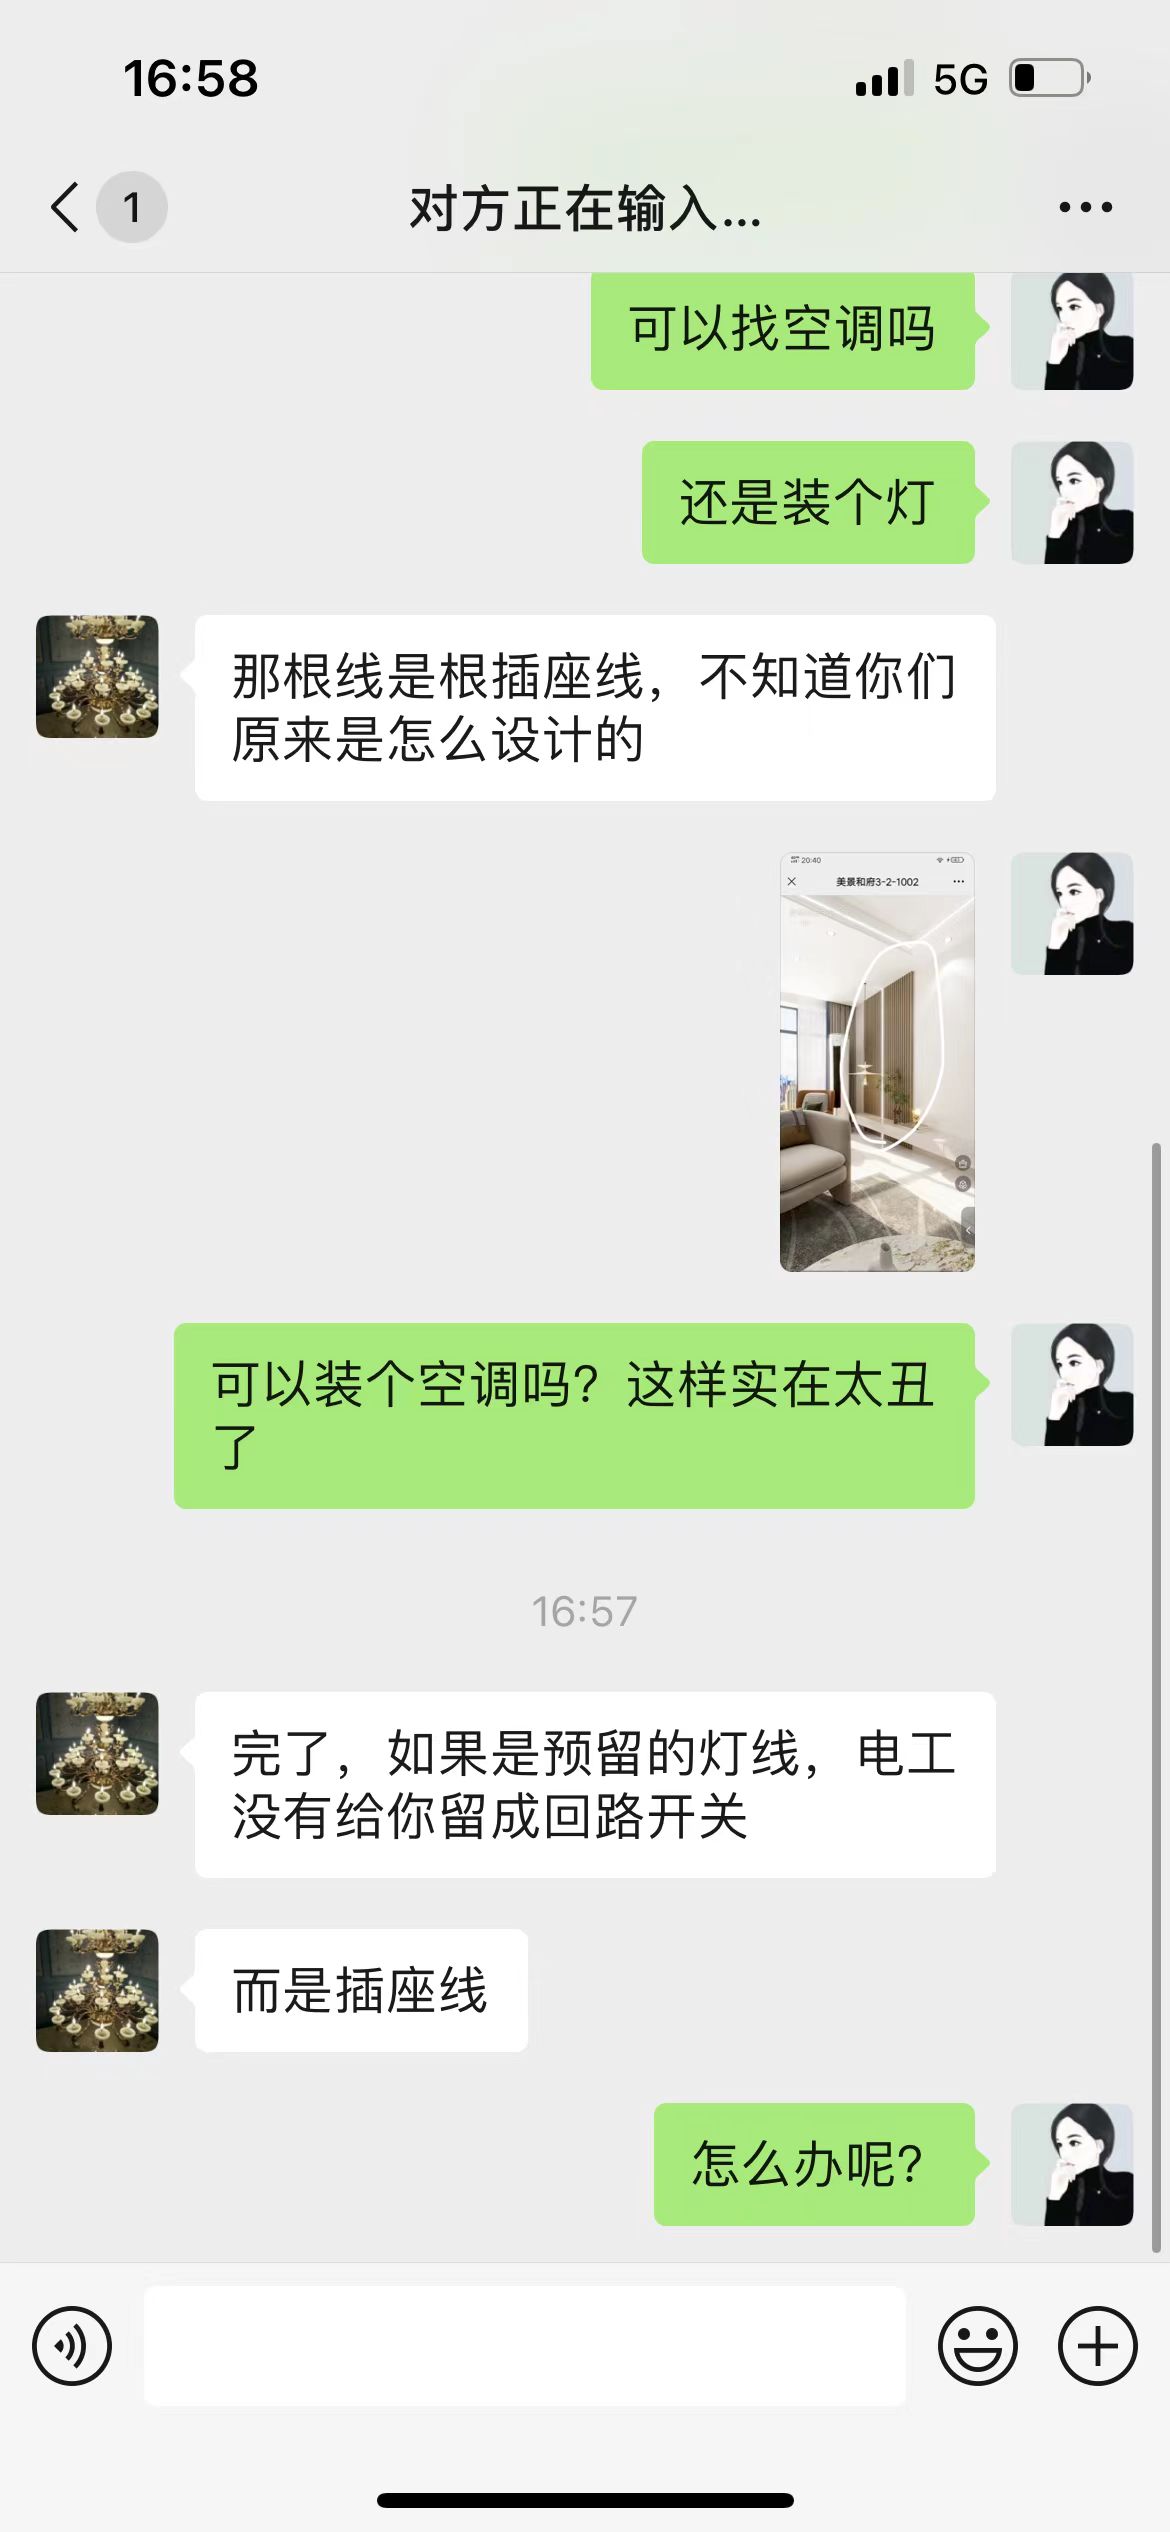 16:58
5G
1
对方正在输入...
可以找空调吗
还是装个灯
那根线是根插座线，不知道你们
原来是怎么设计的
20:40
美景和府3-2-1002
可以装个空调吗？这样实在太丑
了
16:57
完了，如果是预留的灯线，电工
没有给你留成回路开关
而是插座线
怎么办呢？